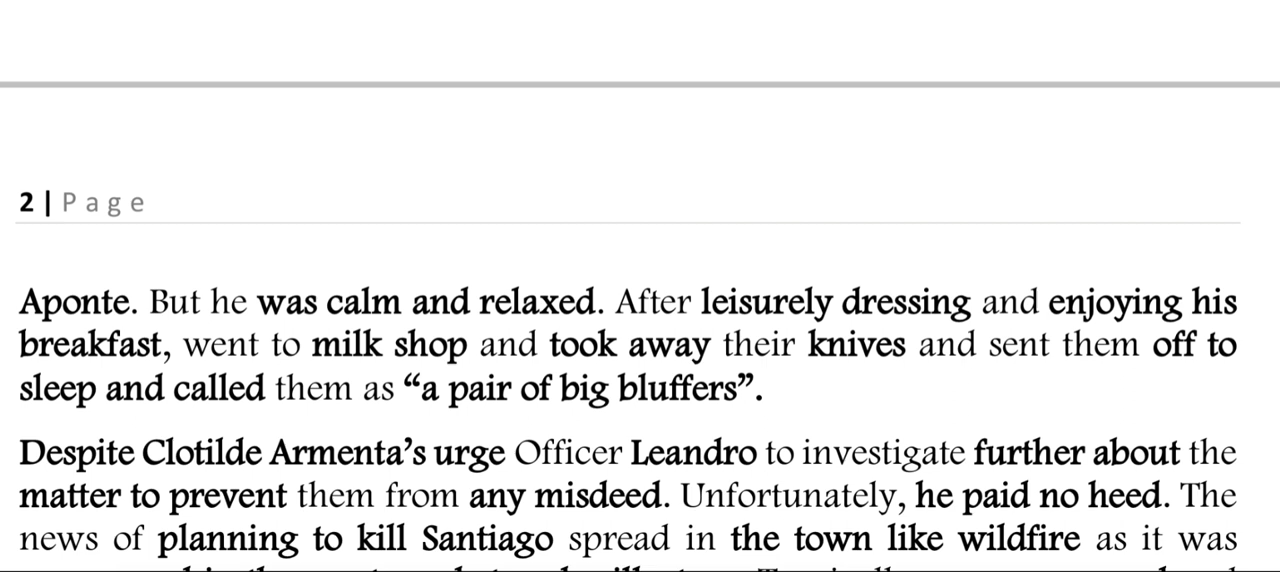 2 | P a g e
Aponte. But he was calm and relaxed. After leisurely dressing and enjoying his
breakfast, went to milk shop and took away their knives and sent them off to
sleep and called them as “a pair of big bluffers”.
Despite Clotilde Armenta’s urge Officer Leandro to investigate further about the
matter to prevent them from any misdeed. Unfortunately, he paid no heed. The
news of planning to kill Santiago spread in the town like wildfire as it was